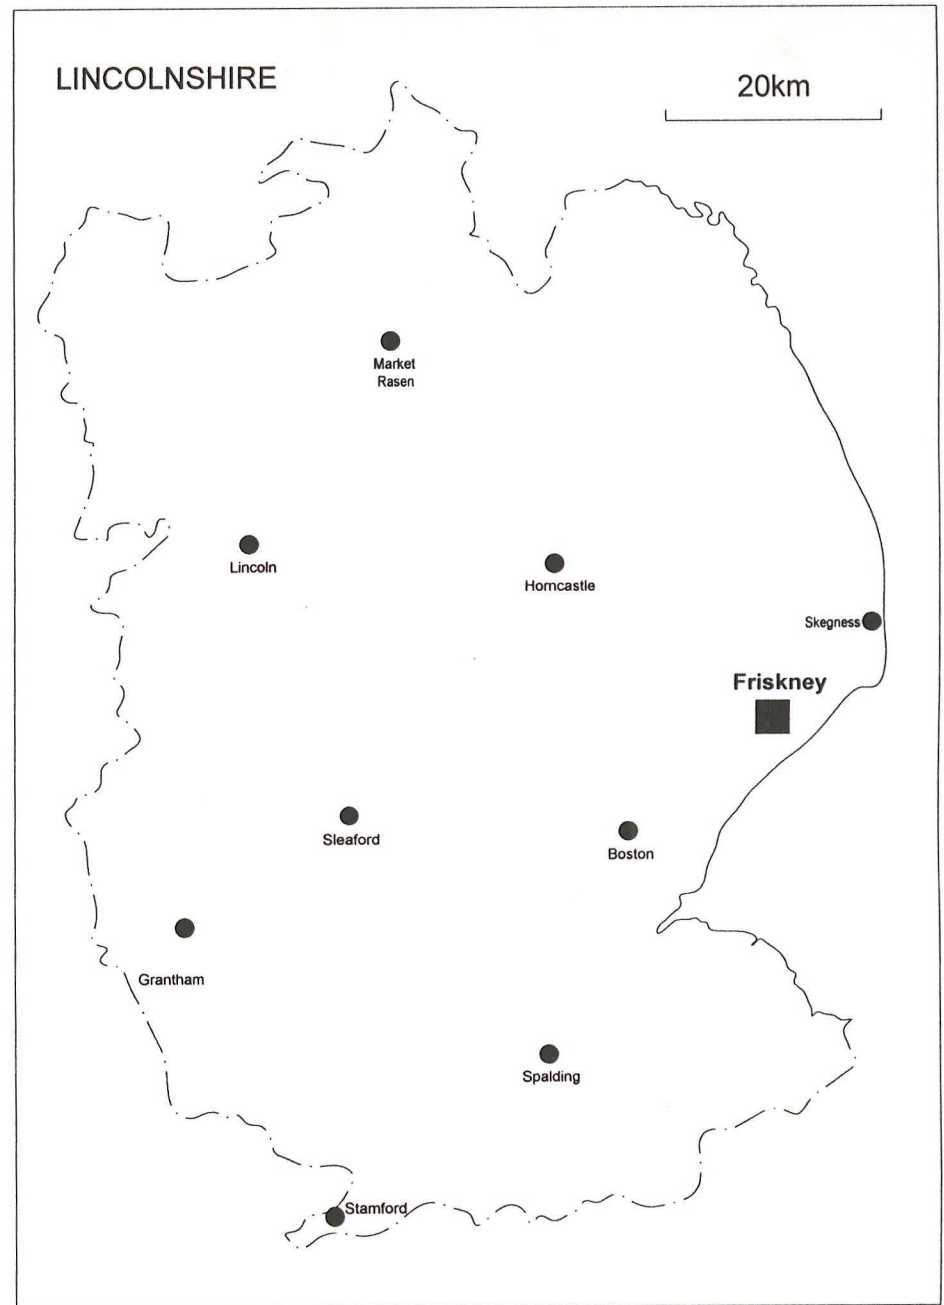 LINCOLNSHIRE
20km
Market
Rasen
Lincoln
Horncastle
Skegness
Friskney
Sleaford
Boston
Grantham
Spalding
Stamford